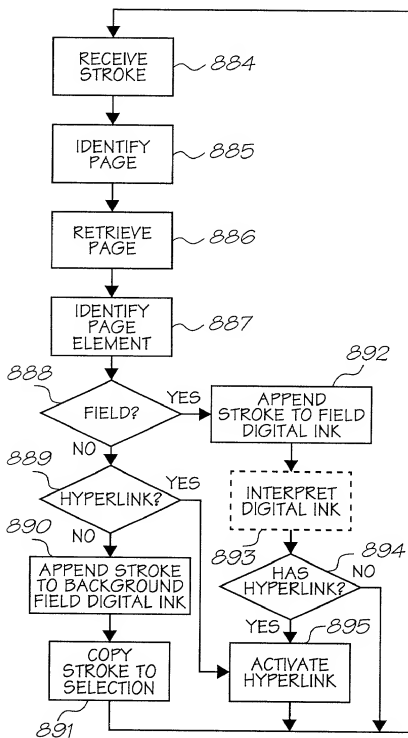 RECEIVE
STROKE
884
IDENTIFY
PAGE
885
RETRIEVE
PAGE
886
IDENTIFY
PAGE
ELEMENT
887
888
FIELD?
YES
NO
892
APPEND
STROKE TO FIELD
DIGITAL INK
889
HYPERLINK?
YES
NO
INTERPRET
DIGITAL INK
893
890
APPEND STROKE
TO BACKGROUND
FIELD DIGITAL INK
894
HAS
HYPERLINK?
NO
YES
895
COPY
STROKE TO
SELECTION
891
ACTIVATE
HYPERLINK